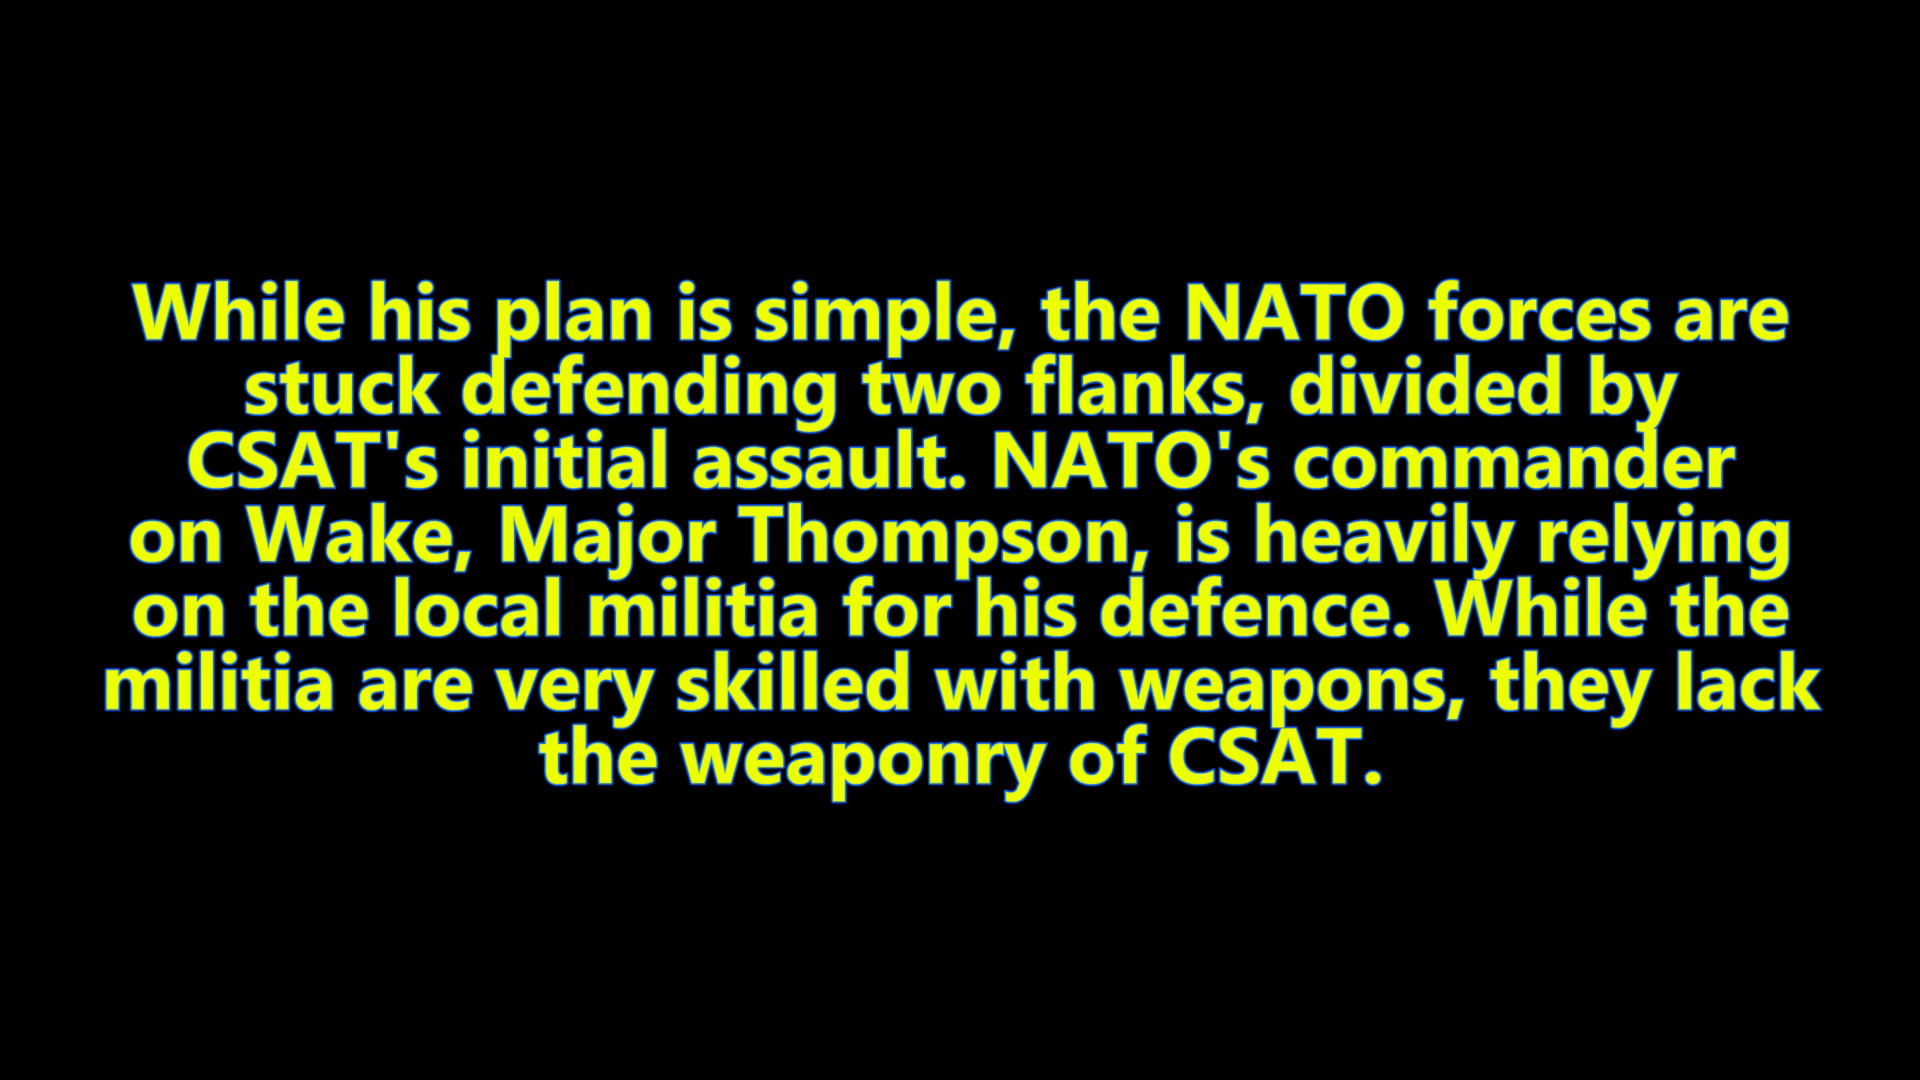 While his plan is simple, the NATO forces are
stuck defending two flanks, divided by
CSAT's initial assault. NATO's commander
on Wake, Major Thompson, is heavily relying
on the local militia for his defence. While the
militia are very skilled with weapons, they lack
the weaponry of CSAT.